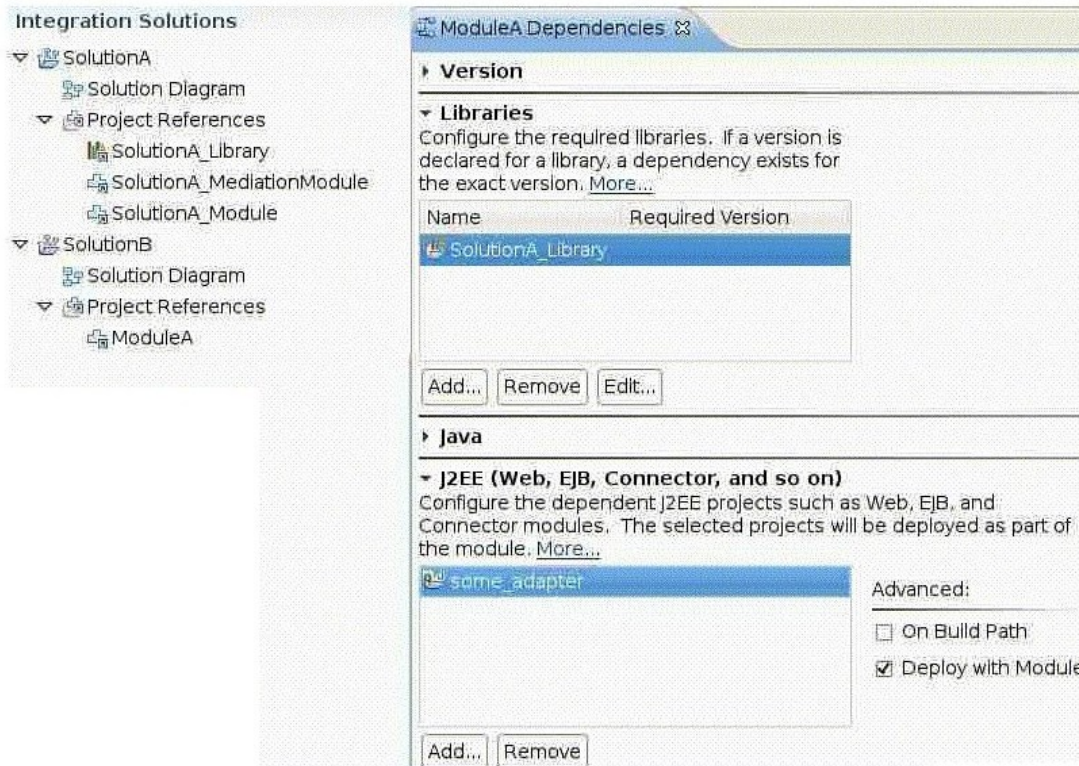 Integration Solutions
SolutionA
Solution Diagram
Project References
SolutionA_Library
SolutionA_MediationModule
SolutionA_Module
SolutionB
Solution Diagram
Project References
ModuleA
ModuleA Dependencies
Version
Libraries
Configure the required libraries. If a version is
declared for a library, a dependency exists for
the exact version. More...
Name Required Version
SolutionA_Library
Add... Remove Edit...
Java
J2EE (Web, EJB, Connector, and so on)
Configure the dependent J2EE projects such as Web, EJB, and
Connector modules. The selected projects will be deployed as part of
the module. More...
some_adapter
Advanced:
On Build Path
Deploy with Module
Add... Remove